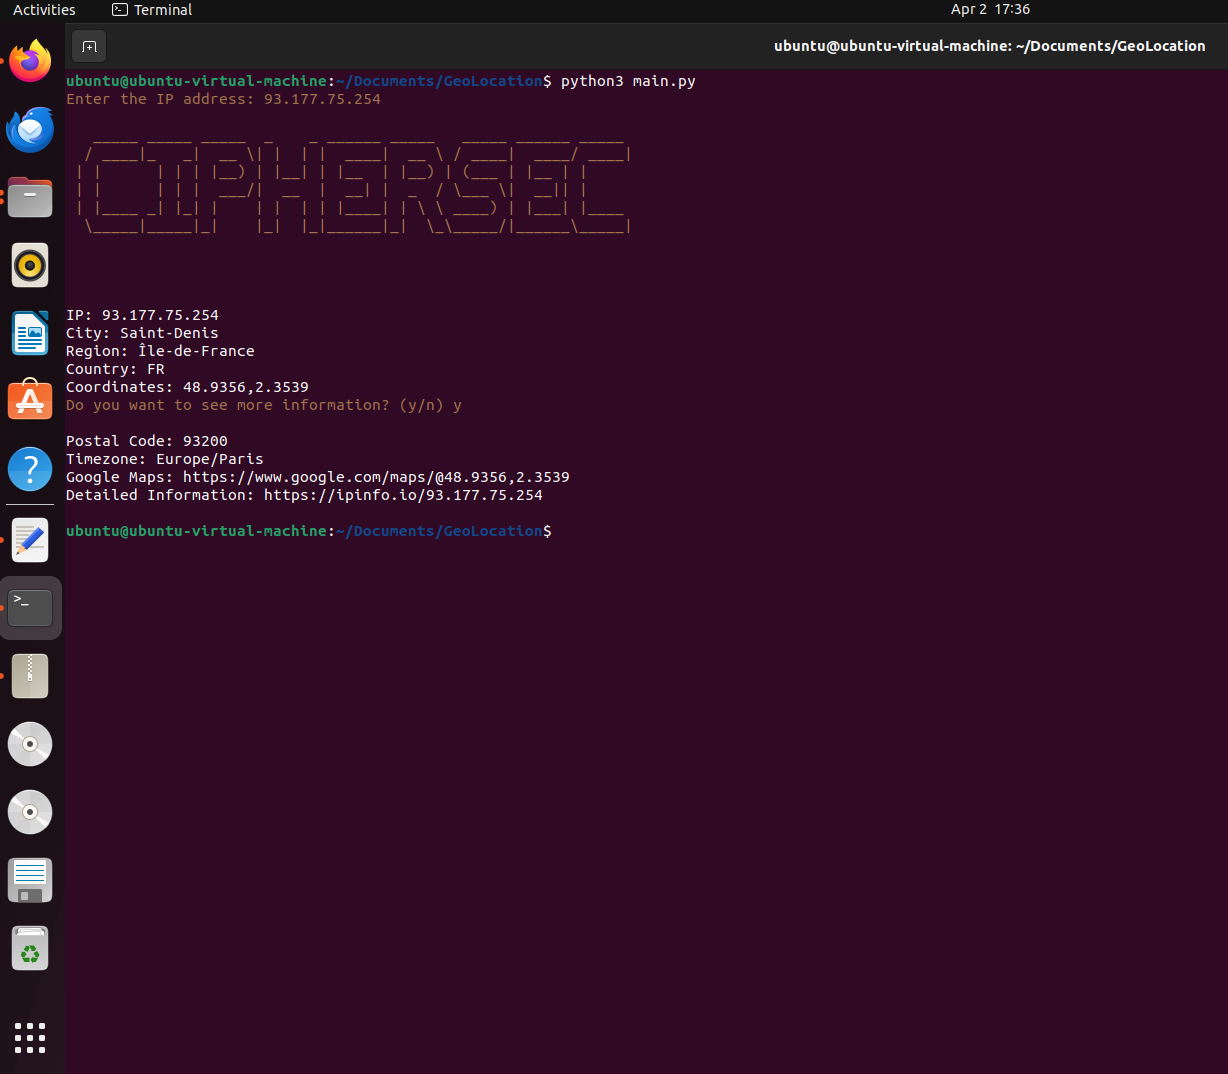 Activities Terminal Apr 2 17:36
ubuntu@ubuntu-virtual-machine: ~/Documents/GeoLocation
ubuntu@ubuntu-virtual-machine:~/Documents/GeoLocation$ python3 main.py
Enter the IP address: 93.177.75.254
CIPHERSEC
IP: 93.177.75.254
City: Saint-Denis
Region: Île-de-France
Country: FR
Coordinates: 48.9356,2.3539
Do you want to see more information? (y/n) y
Postal Code: 93200
Timezone: Europe/Paris
Google Maps: https://www.google.com/maps/@48.9356,2.3539
Detailed Information: https://ipinfo.io/93.177.75.254
ubuntu@ubuntu-virtual-machine:~/Documents/GeoLocation$